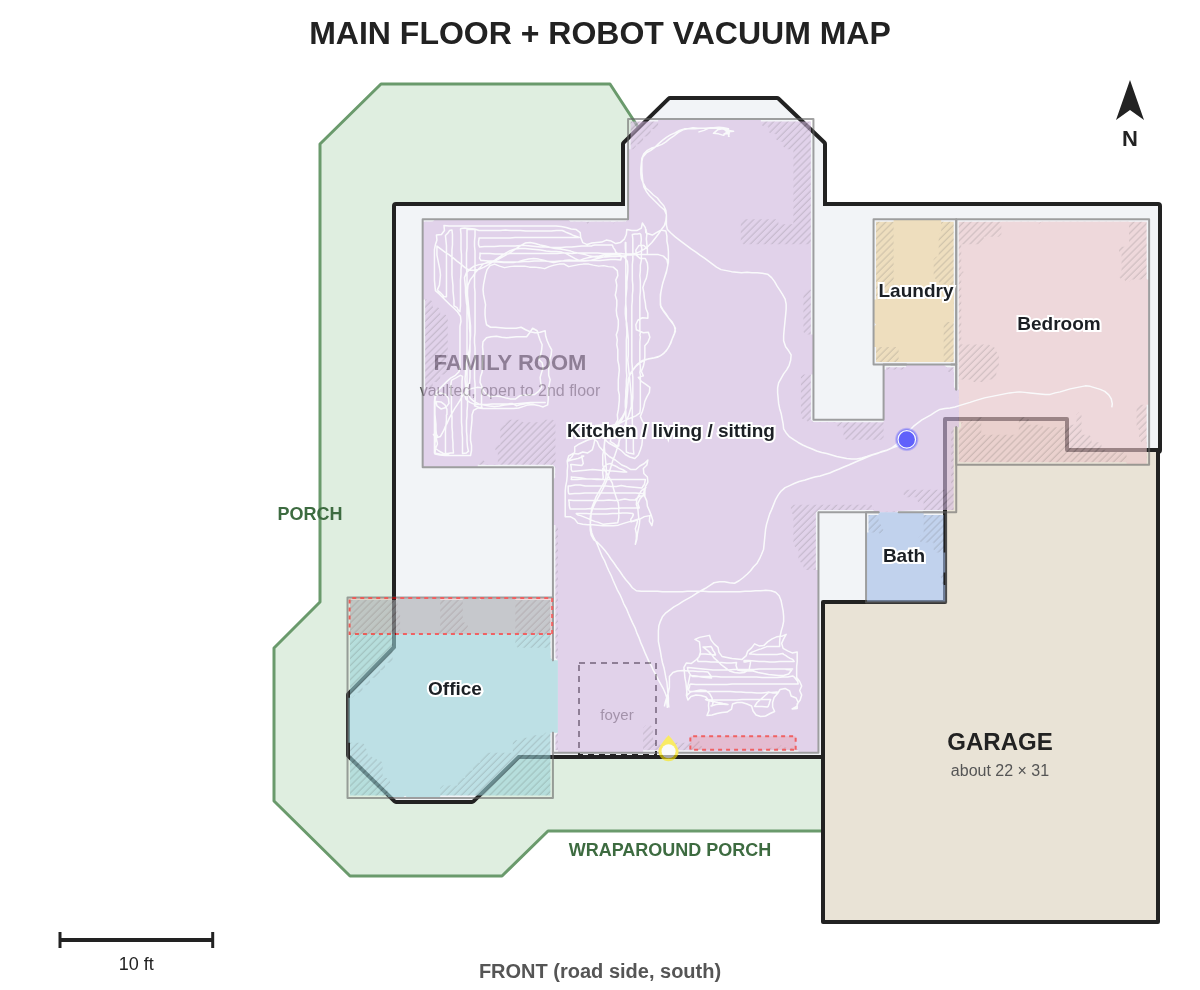 MAIN FLOOR + ROBOT VACUUM MAP
N
Laundry
Bedroom
FAMILY ROOM
vaulted, open to 2nd floor
Kitchen / living / sitting
PORCH
Bath
Office
foyer
GARAGE
about 22 × 31
WRAPAROUND PORCH
10 ft
FRONT (road side, south)